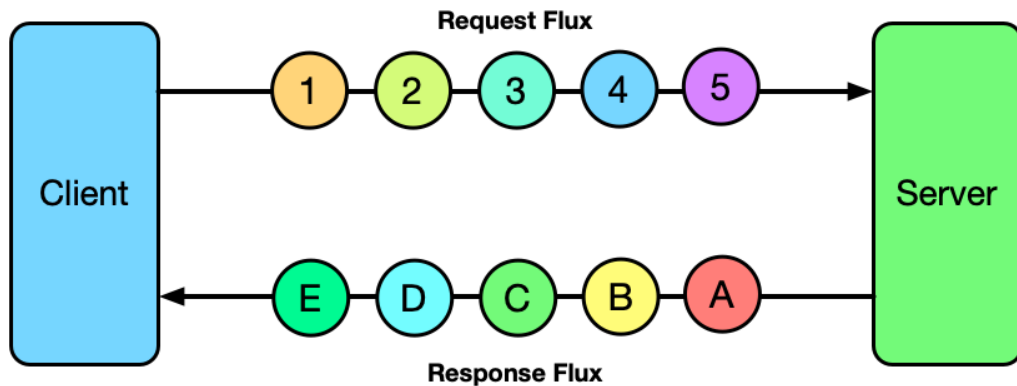 Request Flux
1 2 3 4 5
Client
Server
E D C B A
Response Flux